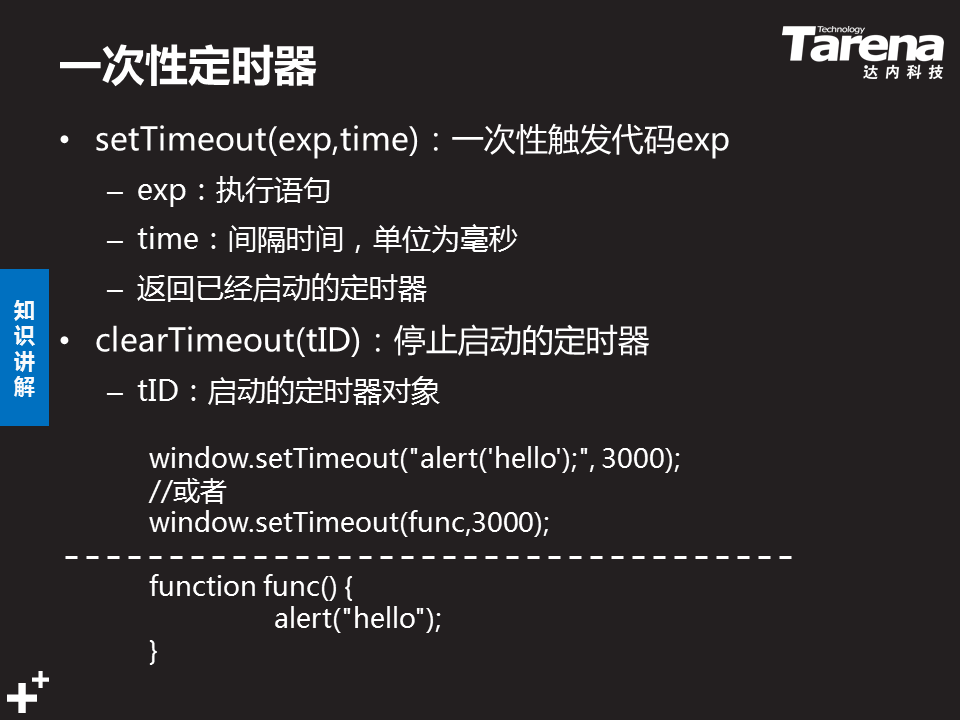 一次性定时器
Technology
Tarena
达内科技
• setTimeout(exp,time)：一次性触发代码exp
– exp：执行语句
– time：间隔时间，单位为毫秒
– 返回已经启动的定时器
• clearTimeout(tID)：停止启动的定时器
– tID：启动的定时器对象
知识讲解
window.setTimeout("alert('hello');", 3000);
//或者
window.setTimeout(func,3000);
function func() {
alert("hello");
}